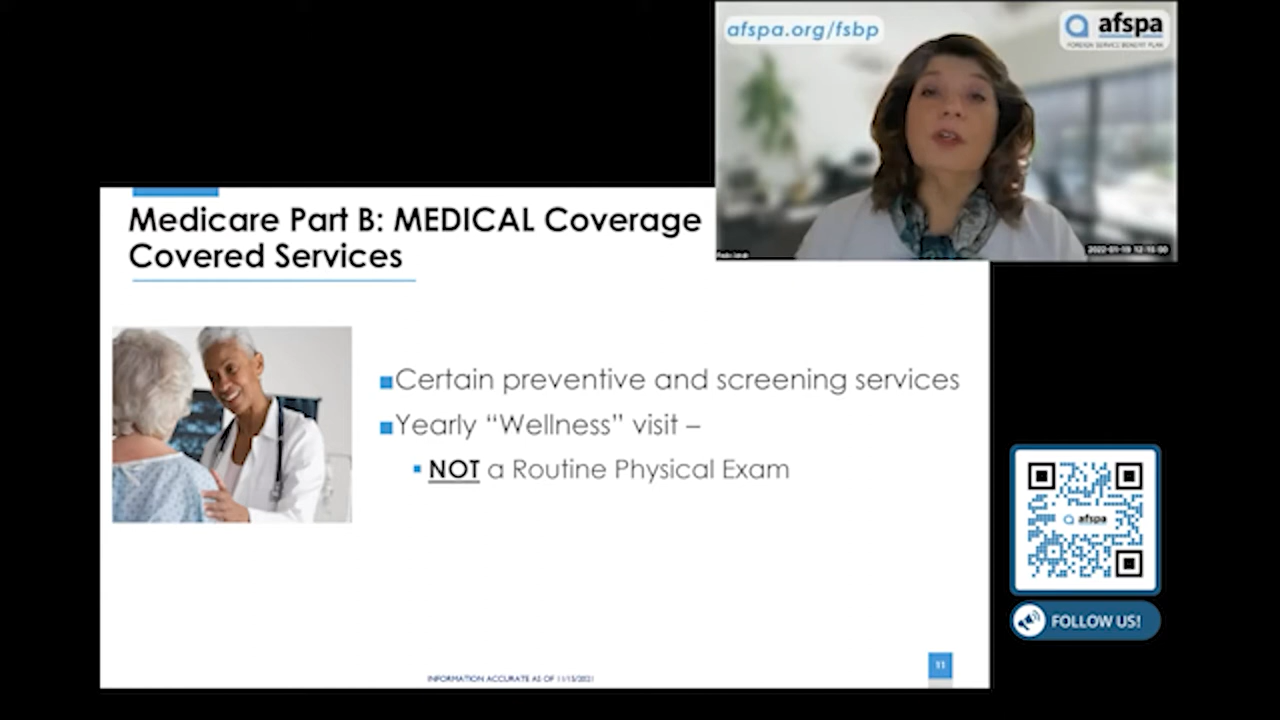 afspa.org/fsbp
afspa
FOREIGN SERVICE BENEFIT PLAN
Medicare Part B: MEDICAL Coverage
Covered Services
Certain preventive and screening services
Yearly “Wellness” visit –
NOT a Routine Physical Exam
afspa
FOLLOW US!
11
INFORMATION ACCURATE AS OF 11/15/2021